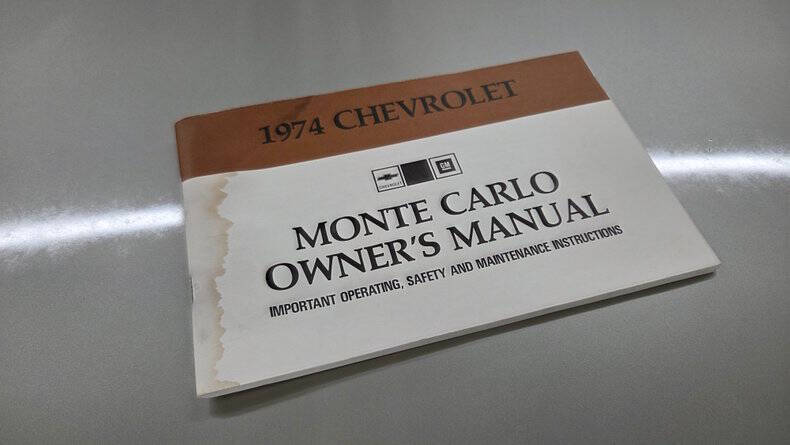 1974 CHEVROLET
CHEVROLET
GM
MONTE CARLO
OWNER'S MANUAL
IMPORTANT OPERATING, SAFETY AND MAINTENANCE INSTRUCTIONS